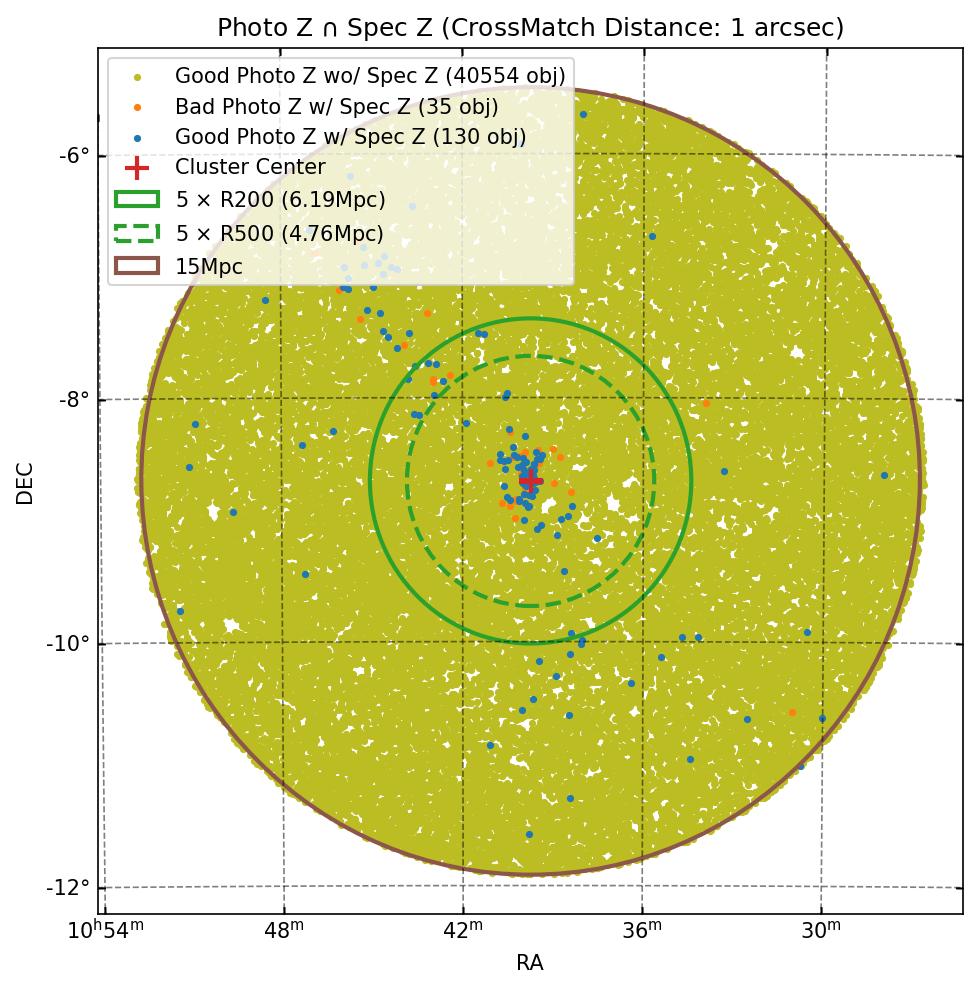 Photo Z ∩ Spec Z (CrossMatch Distance: 1 arcsec)
Good Photo Z wo/ Spec Z (40554 obj)
Bad Photo Z w/ Spec Z (35 obj)
Good Photo Z w/ Spec Z (130 obj)
Cluster Center
5 × R200 (6.19Mpc)
5 × R500 (4.76Mpc)
15Mpc
-6°
-8°
-10°
-12°
DEC
10ʰ54ᵐ 48ᵐ 42ᵐ 36ᵐ 30ᵐ
RA